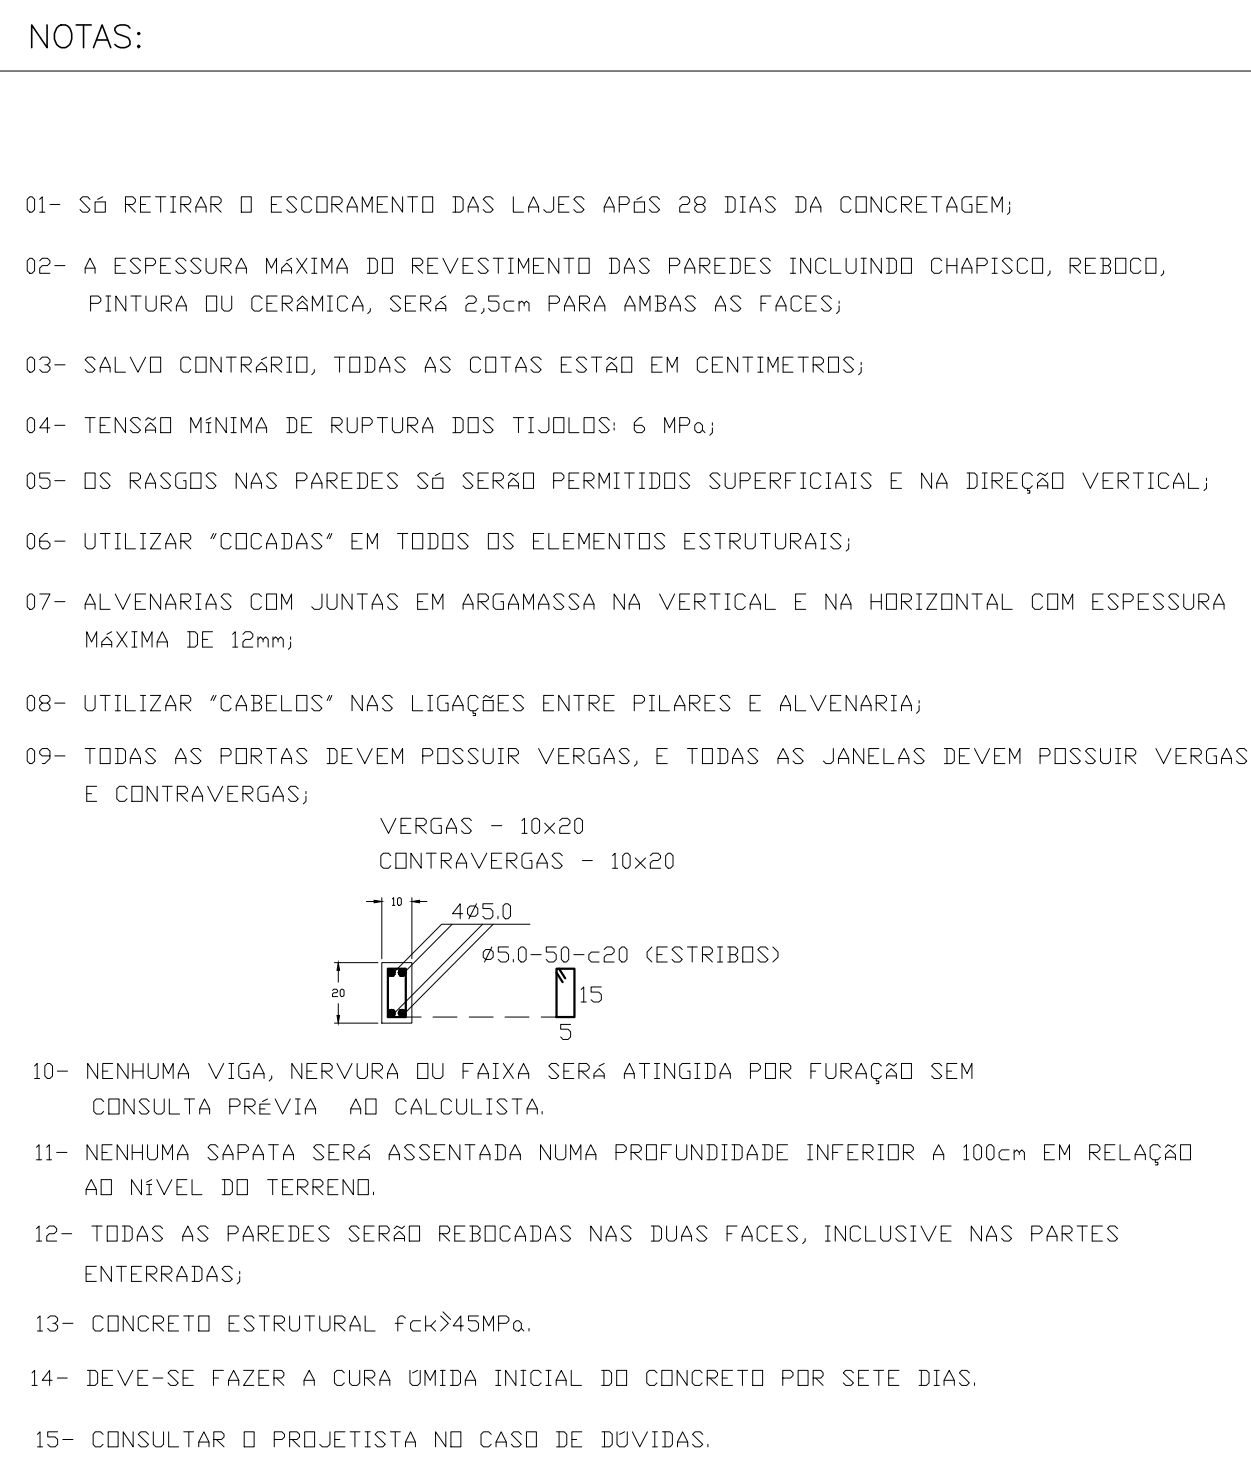 NOTAS:
01- Só RETIRAR O ESCORAMENTO DAS LAJES APóS 28 DIAS DA CONCRETAGEM;
02- A ESPESSURA MáXIMA DO REVESTIMENTO DAS PAREDES INCLUINDO CHAPISCO, REBOCO,
PINTURA OU CERâMICA, SERá 2,5cm PARA AMBAS AS FACES;
03- SALVO CONTRáRIO, TODAS AS COTAS ESTãO EM CENTIMETROS;
04- TENSãO MíNIMA DE RUPTURA DOS TIJOLOS: 6 MPa;
05- OS RASGOS NAS PAREDES Só SERãO PERMITIDOS SUPERFICIAIS E NA DIREÇãO VERTICAL;
06- UTILIZAR "COCADAS" EM TODOS OS ELEMENTOS ESTRUTURAIS;
07- ALVENARIAS COM JUNTAS EM ARGAMASSA NA VERTICAL E NA HORIZONTAL COM ESPESSURA
MáXIMA DE 12mm;
08- UTILIZAR "CABELOS" NAS LIGAÇõES ENTRE PILARES E ALVENARIA;
09- TODAS AS PORTAS DEVEM POSSUIR VERGAS, E TODAS AS JANELAS DEVEM POSSUIR VERGAS
E CONTRAVERGAS;
VERGAS - 10x20
CONTRAVERGAS - 10x20
10
4ø5.0
ø5.0-50-c20 (ESTRIBOS)
20
15
5
10- NENHUMA VIGA, NERVURA OU FAIXA SERá ATINGIDA POR FURAÇãO SEM
CONSULTA PRÉVIA AO CALCULISTA.
11- NENHUMA SAPATA SERá ASSENTADA NUMA PROFUNDIDADE INFERIOR A 100cm EM RELAÇãO
AO NíVEL DO TERRENO.
12- TODAS AS PAREDES SERãO REBOCADAS NAS DUAS FACES, INCLUSIVE NAS PARTES
ENTERRADAS;
13- CONCRETO ESTRUTURAL fck⩾45MPa.
14- DEVE-SE FAZER A CURA ÚMIDA INICIAL DO CONCRETO POR SETE DIAS.
15- CONSULTAR O PROJETISTA NO CASO DE DÚVIDAS.